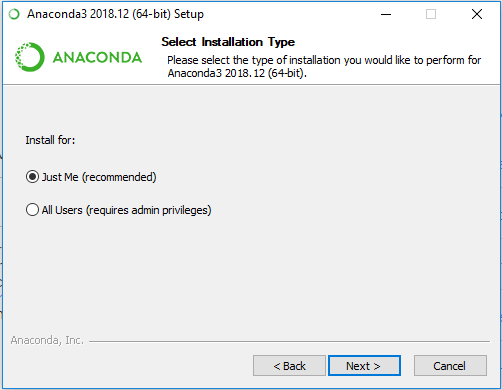 Anaconda3 2018.12 (64-bit) Setup
ANACONDA
Select Installation Type
Please select the type of installation you would like to perform for
Anaconda3 2018.12 (64-bit).
Install for:
Just Me (recommended)
All Users (requires admin privileges)
Anaconda, Inc.
< Back
Next >
Cancel